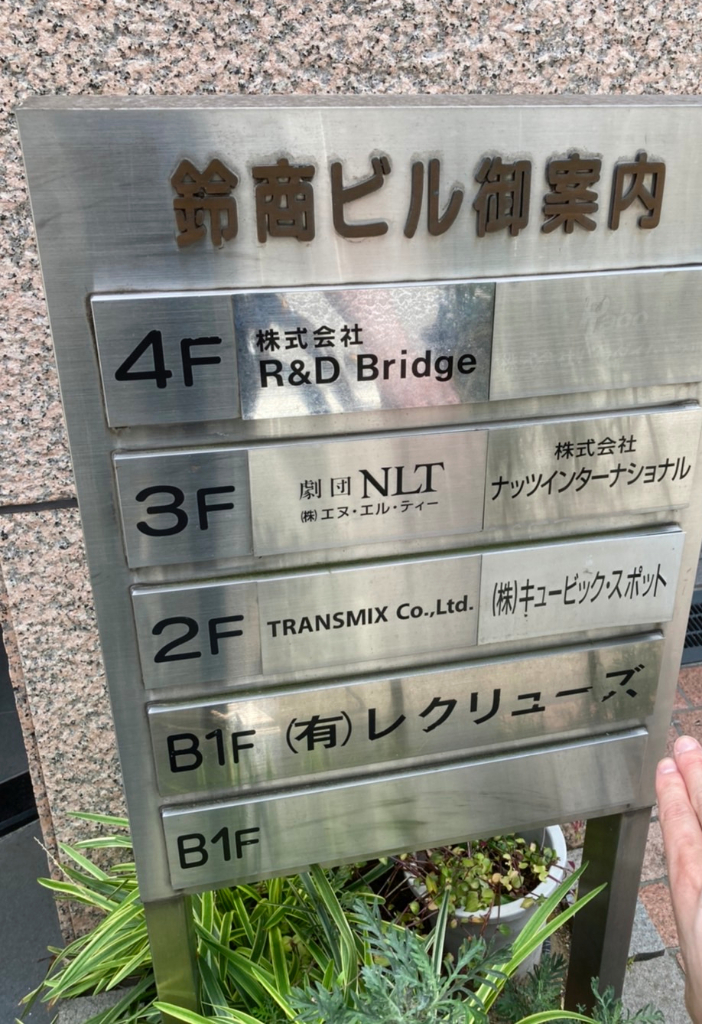 鈴商ビル御案内
4F
株式会社
R&D Bridge
3F
劇団NLT
(株)エヌ・エル・ティー
株式会社
ナッツインターナショナル
2F
TRANSMIX Co.,Ltd.
(株)キュービック・スポット
B1F (有)レクリューズ
B1F